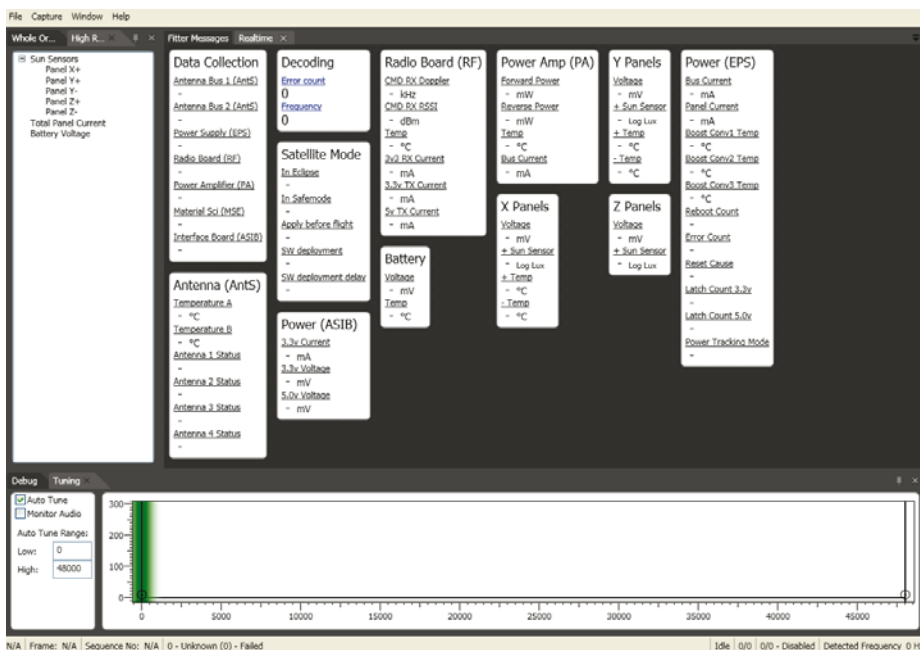 File Capture Window Help
Whole Or... High R...
Fitter Messages Realtime
Sun Sensors
Panel X+
Panel Y+
Panel Y-
Panel Z+
Panel Z-
Total Panel Current
Battery Voltage
Data Collection
Antenna Bus 1 (AntS)
-
Antenna Bus 2 (AntS)
-
Power Supply (EPS)
-
Radio Board (RF)
-
Power Amplifier (PA)
-
Material Sci (MSE)
-
Interface Board (ASIB)
-
Antenna (AntS)
Temperature A
- °C
Temperature B
- °C
Antenna 1 Status
-
Antenna 2 Status
-
Antenna 3 Status
-
Antenna 4 Status
-
Decoding
Error count
0
Frequency
0
Satellite Mode
In Eclipse
-
In Safemode
-
Apply before flight
-
SW deployment
-
SW deployment delay
-
Power (ASIB)
3.3v Current
- mA
3.3v Voltage
- mV
5.0v Voltage
- mV
Radio Board (RF)
CMD RX Doppler
- kHz
CMD RX RSSI
- dBm
Temp
- °C
3v3 RX Current
- mA
3.3v TX Current
- mA
5v TX Current
- mA
Battery
Voltage
- mV
Temp
- °C
Power Amp (PA)
Forward Power
- mW
Reverse Power
- mW
Temp
- °C
Bus Current
- mA
X Panels
Voltage
- mV
+ Sun Sensor
- Log Lux
+ Temp
- °C
- Temp
- °C
Y Panels
Voltage
- mV
+ Sun Sensor
- Log Lux
+ Temp
- °C
- Temp
- °C
Z Panels
Voltage
- mV
+ Sun Sensor
- Log Lux
Power (EPS)
Bus Current
- mA
Panel Current
- mA
Boost Conv1 Temp
- °C
Boost Conv2 Temp
- °C
Boost Conv3 Temp
- °C
Reboot Count
-
Error Count
-
Reset Cause
-
Latch Count 3.3v
-
Latch Count 5.0v
-
Power Tracking Mode
-
Debug Tuning
Auto Tune
Monitor Audio
Auto Tune Range:
Low: 0
High: 48000
300
200
100
0
0 5000 10000 15000 20000 25000 30000 35000 40000 45000
N/A Frame: N/A Sequence No: N/A 0 - Unknown (0) - Failed
Idle 0/0 0/0 - Disabled Detected Frequency 0 H